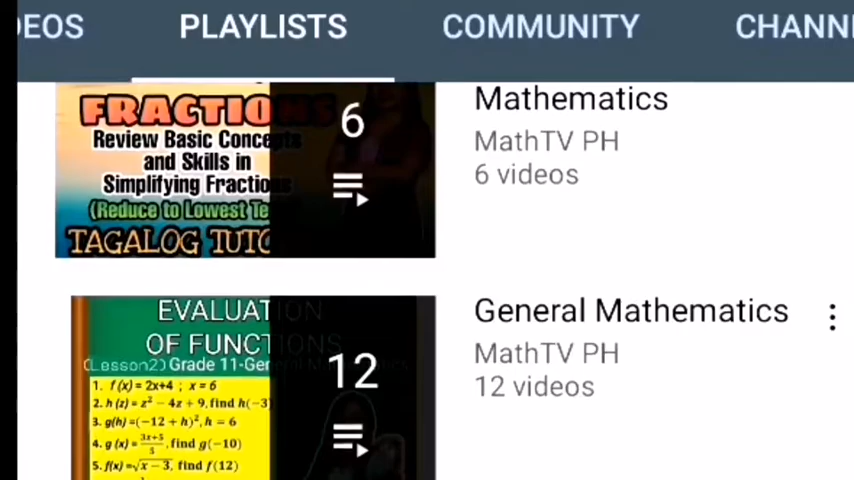 EOS PLAYLISTS COMMUNITY CHANN
FRACTIONS
Review Basic Concepts
and Skills in
Simplifying Fractions
(Reduce to Lowest Te
TAGALOG TUTO
6
Mathematics
MathTV PH
6 videos
EVALUATION
OF FUNCTIONS
(Lesson2) Grade 11-General Mathematics
1. f(x) = 2x+4 ; x = 6
2. h (z) = z² − 4z + 9, find h(−3)
3. g(h) =(−12 + h)², h = 6
4. g (x) = (3x+5)/5, find g(−10)
5. f(x) =√x − 3, find f(12)
12
General Mathematics
MathTV PH
12 videos